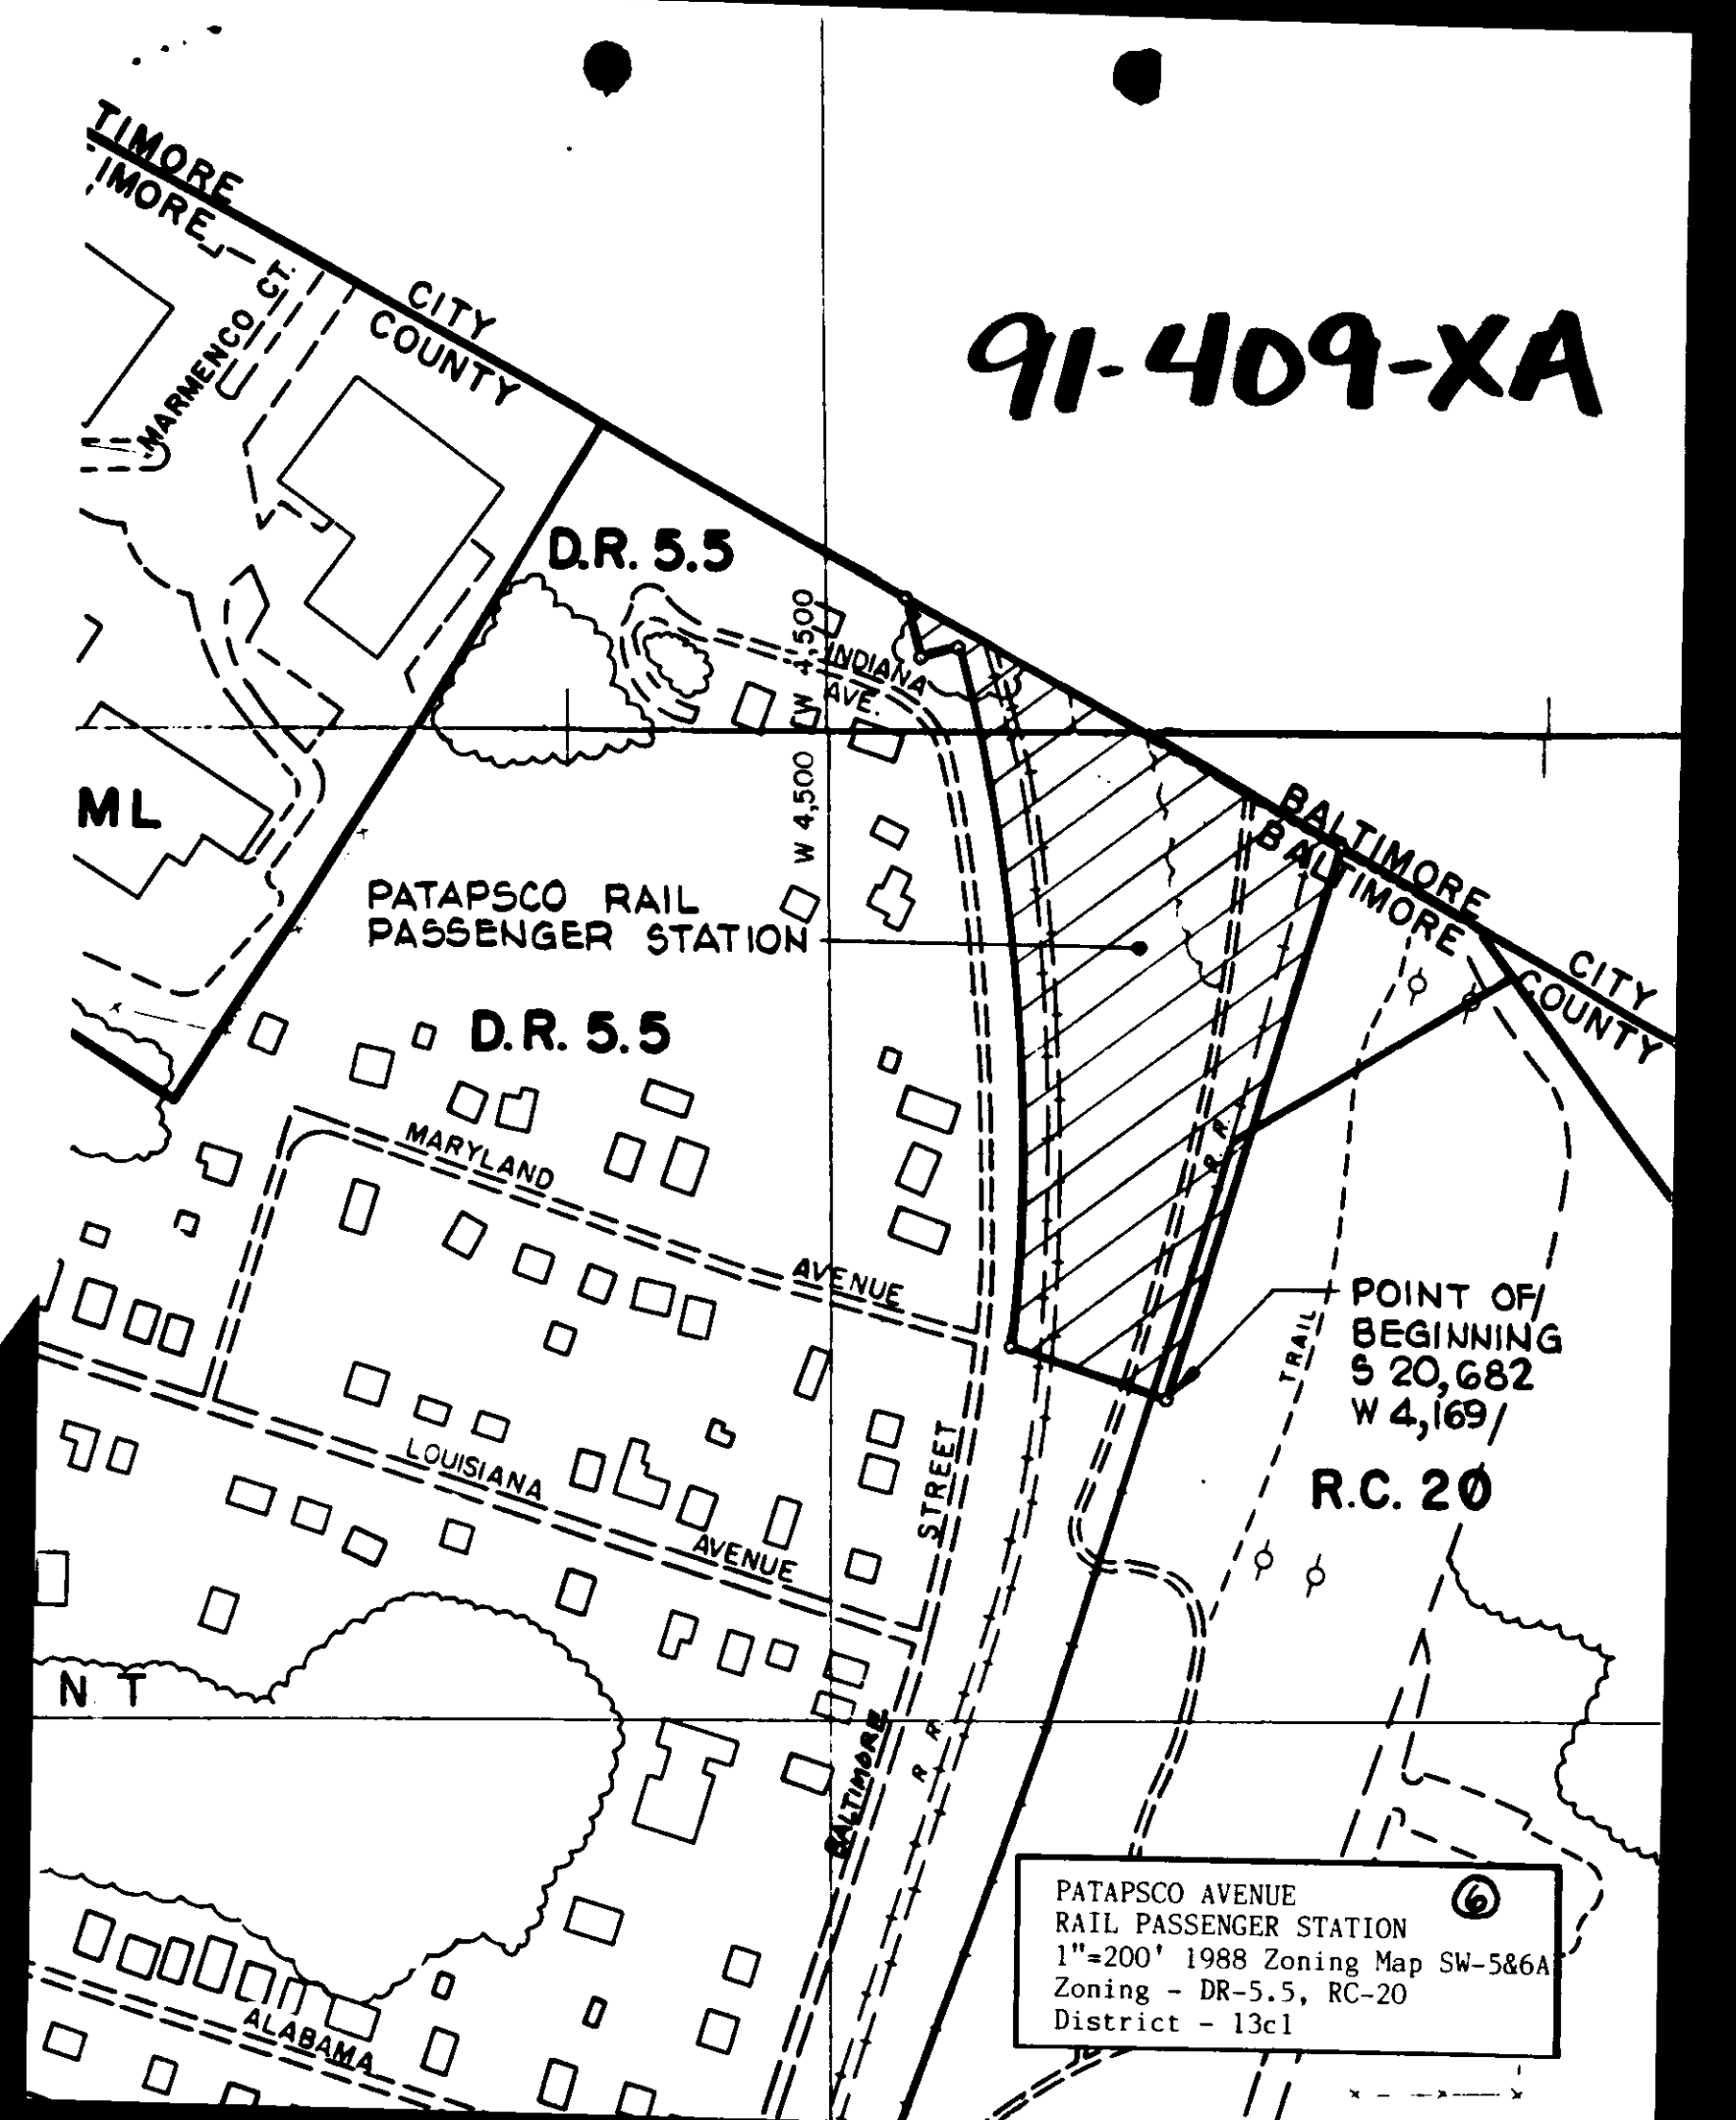 TIMORE
IMORE
CITY
COUNTY
MARMENCO CT.
91-409-XA
D.R. 5.5
W 4,500
INDIANA
AVE.
W 4,500
ML
BALTIMORE
BALTIMORE
CITY
COUNTY
PATAPSCO RAIL
PASSENGER STATION
D.R. 5.5
MARYLAND
AVENUE
R R
POINT OF
BEGINNING
S 20,682
W 4,169
TRAIL
R.C. 20
LOUISIANA
AVENUE
STREET
BALTIMORE
R R
N T
ALABAMA
PATAPSCO AVENUE
6
RAIL PASSENGER STATION
1"=200' 1988 Zoning Map SW-5&6A
Zoning - DR-5.5, RC-20
District - 13c1